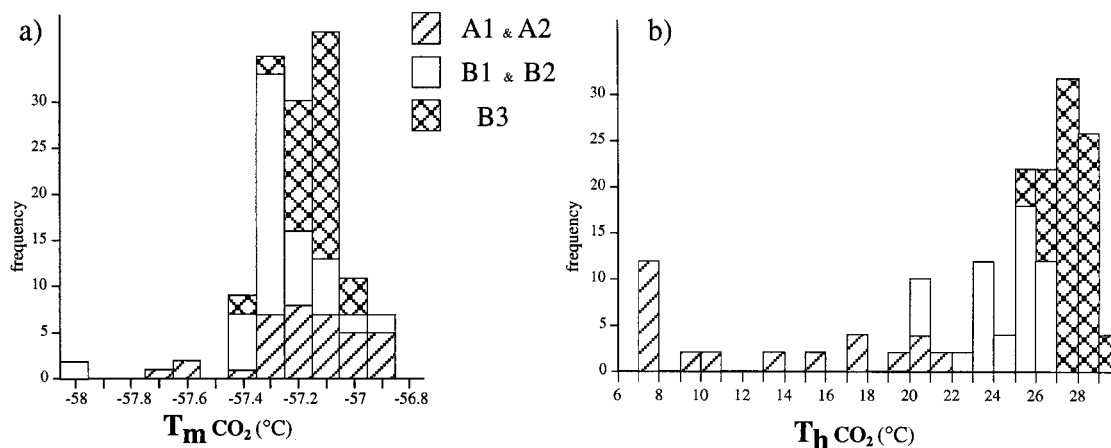 a)
A1 & A2
B1 & B2
B3
b)
30
25
20
15
10
5
0
frequency
-58
-57.8
-57.6
-57.4
-57.2
-57
-56.8
Tm CO₂ (°C)
30
25
20
15
10
5
0
frequency
6 8 10 12 14 16 18 20 22 24 26 28
Th CO₂ (°C)